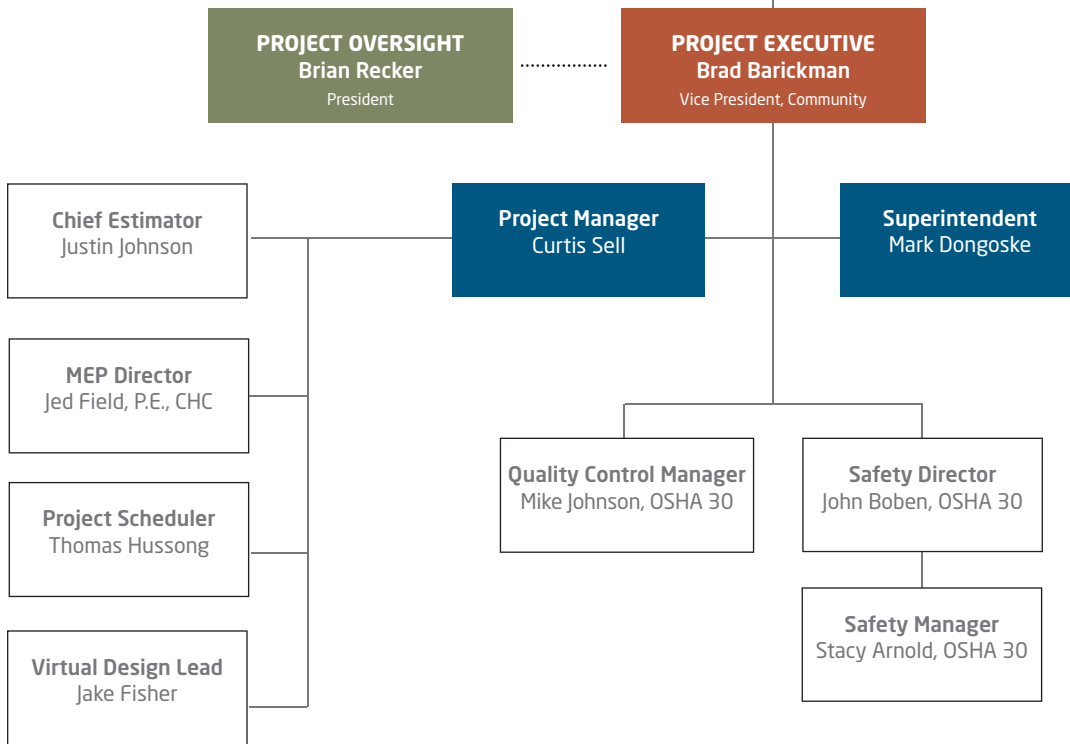 PROJECT OVERSIGHT
Brian Recker
President
PROJECT EXECUTIVE
Brad Barickman
Vice President, Community
Chief Estimator
Justin Johnson
Project Manager
Curtis Sell
Superintendent
Mark Dongoske
MEP Director
Jed Field, P.E., CHC
Quality Control Manager
Mike Johnson, OSHA 30
Safety Director
John Boben, OSHA 30
Project Scheduler
Thomas Hussong
Safety Manager
Stacy Arnold, OSHA 30
Virtual Design Lead
Jake Fisher